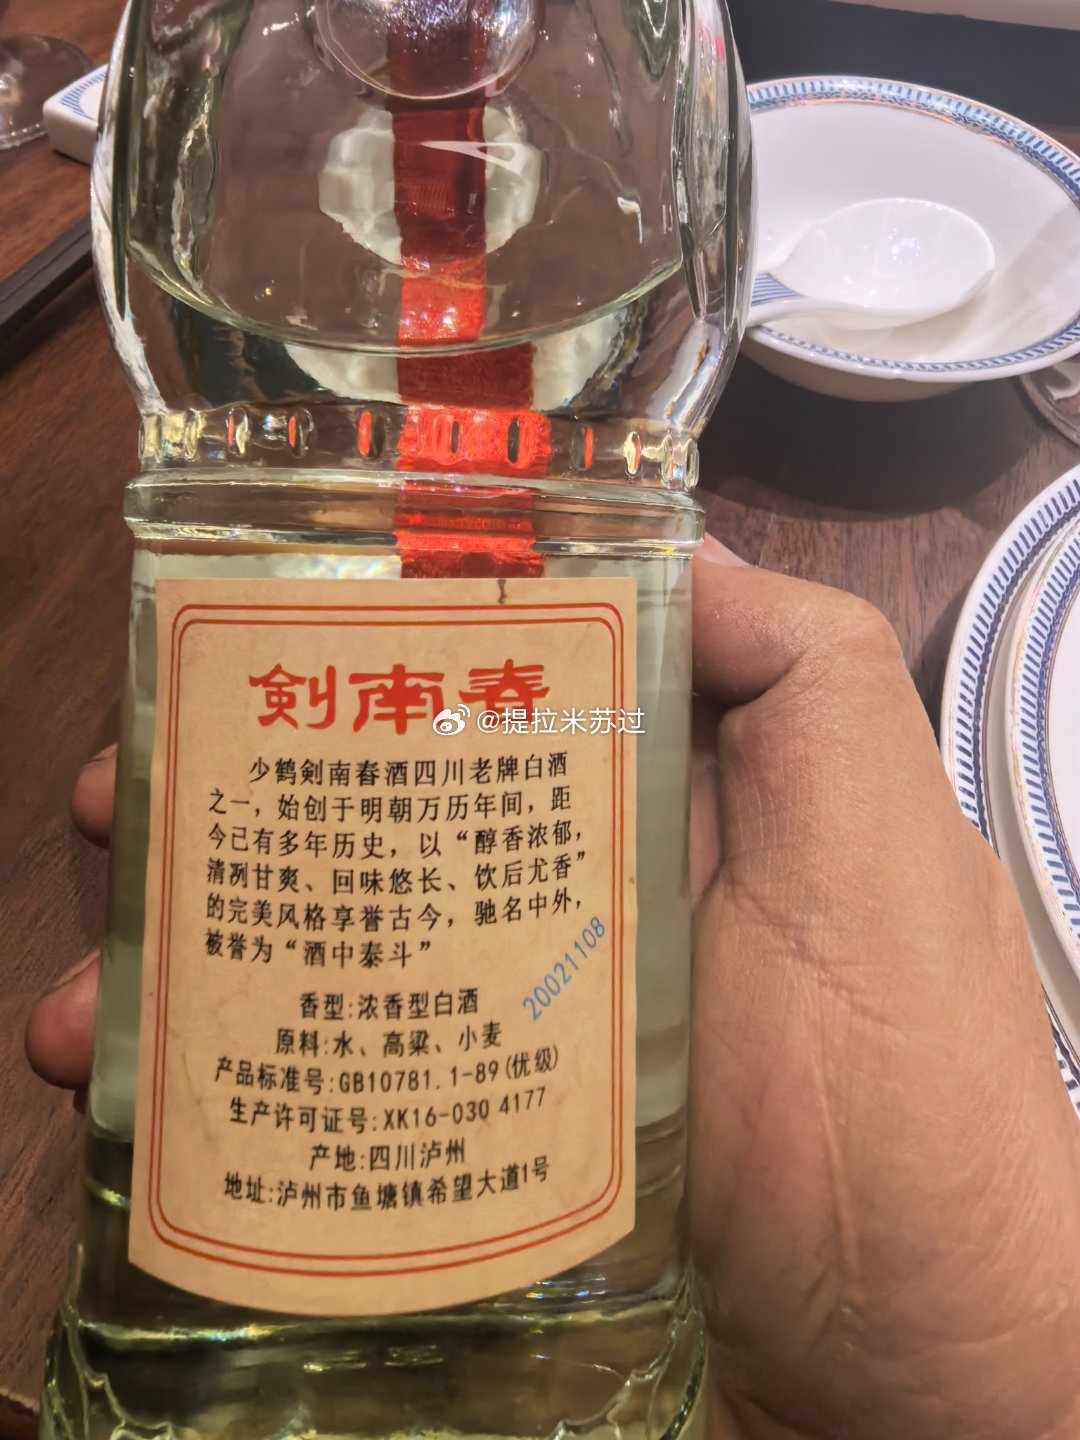 剣南春
@提拉米苏过
少鹤剣南春酒四川老牌白酒
之一，始创于明朝万历年间，距
今已有多年历史，以“醇香浓郁，
清冽甘爽、回味悠长、饮后尤香”
的完美风格享誉古今，驰名中外，
被誉为“酒中泰斗”
20021108
香型:浓香型白酒
原料:水、高粱、小麦
产品标准号:GB10781.1-89(优级)
生产许可证号:XK16-030 4177
产地:四川泸州
地址:泸州市鱼塘镇希望大道1号